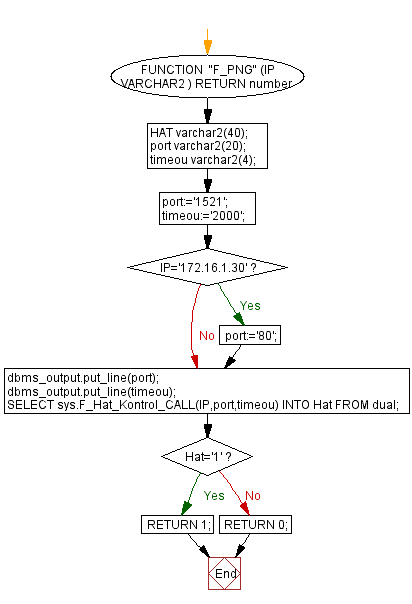 FUNCTION "F_PNG" (IP
VARCHAR2 ) RETURN number
HAT varchar2(40);
port varchar2(20);
timeou varchar2(4);
port:='1521';
timeou:='2000';
IP='172.16.1.30' ?
Yes
No
port:='80';
dbms_output.put_line(port);
dbms_output.put_line(timeou);
SELECT sys.F_Hat_Kontrol_CALL(IP,port,timeou) INTO Hat FROM dual;
Hat='1' ?
Yes
No
RETURN 1;
RETURN 0;
End